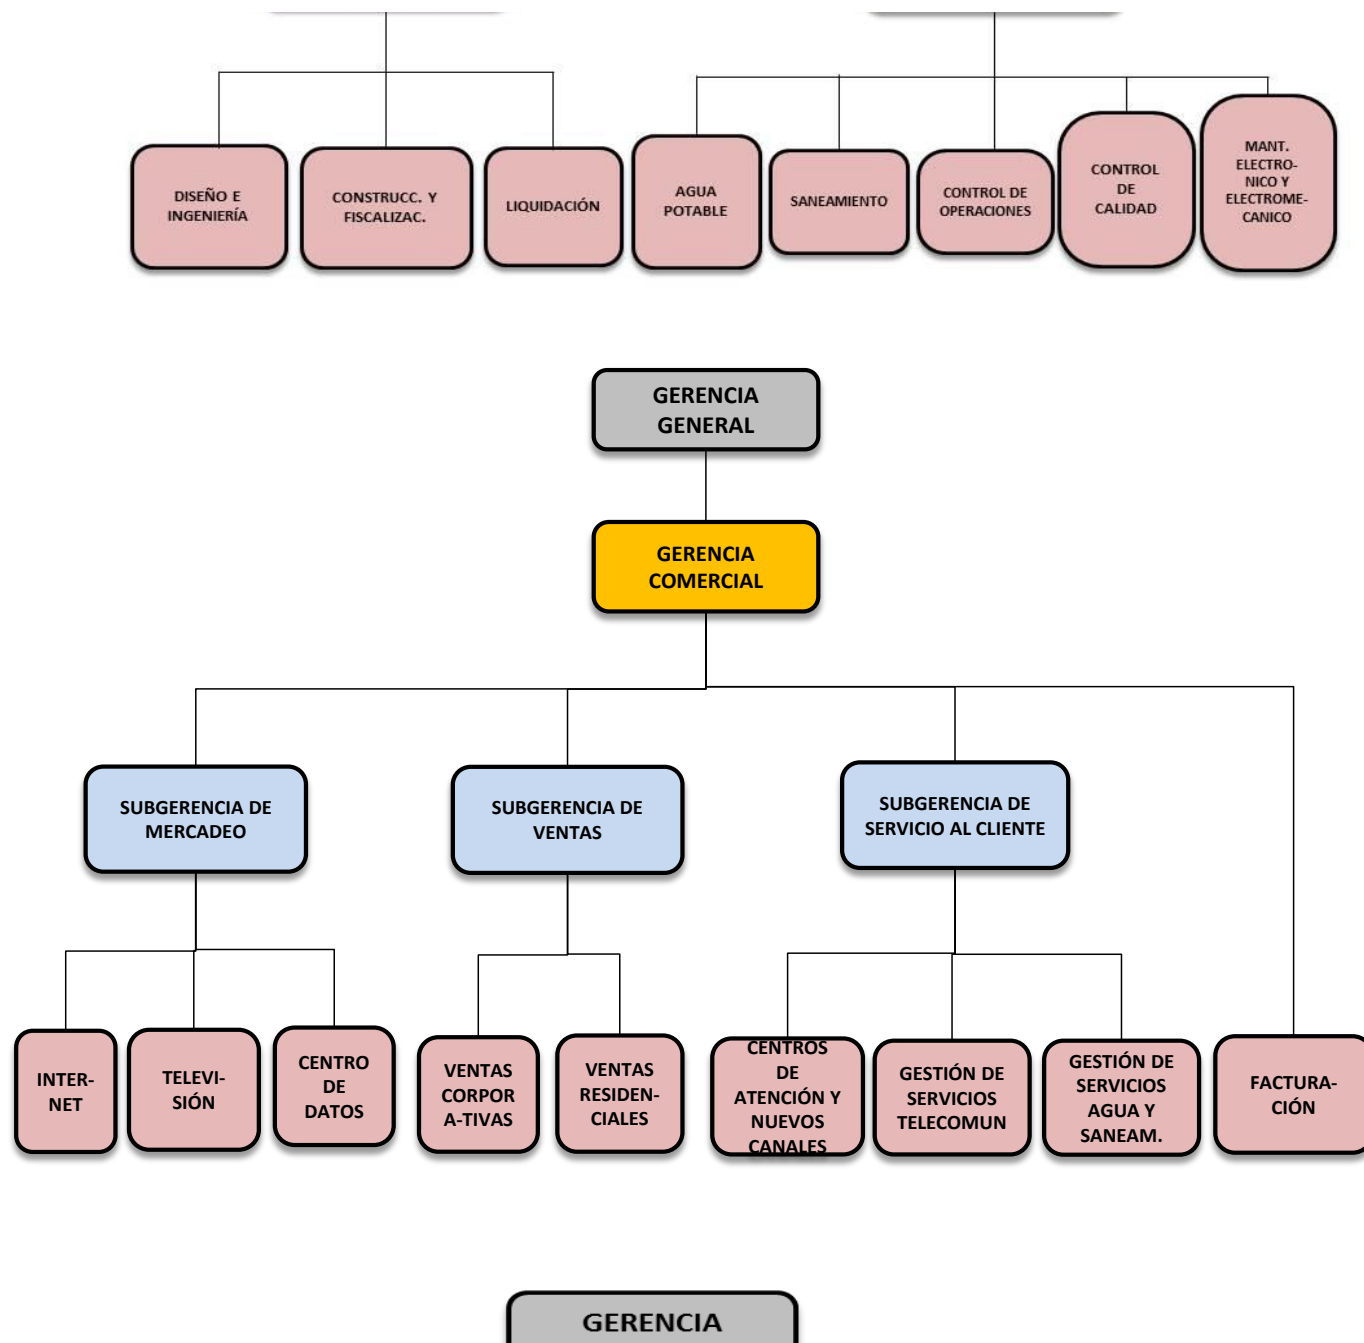 DISEÑO E
INGENIERÍA
CONSTRUCC. Y
FISCALIZAC.
LIQUIDACIÓN
AGUA
POTABLE
SANEAMIENTO
CONTROL DE
OPERACIONES
CONTROL
DE
CALIDAD
MANT.
ELECTRO-
NICO Y
ELECTROME-
CANICO
GERENCIA
GENERAL
GERENCIA
COMERCIAL
SUBGERENCIA DE
MERCADEO
SUBGERENCIA DE
VENTAS
SUBGERENCIA DE
SERVICIO AL CLIENTE
INTER-
NET
TELEVI-
SIÓN
CENTRO
DE
DATOS
VENTAS
CORPOR
A-TIVAS
VENTAS
RESIDEN-
CIALES
CENTROS
DE
ATENCIÓN Y
NUEVOS
CANALES
GESTIÓN DE
SERVICIOS
TELECOMUN
GESTIÓN DE
SERVICIOS
AGUA Y
SANEAM.
FACTURA-
CIÓN
GERENCIA